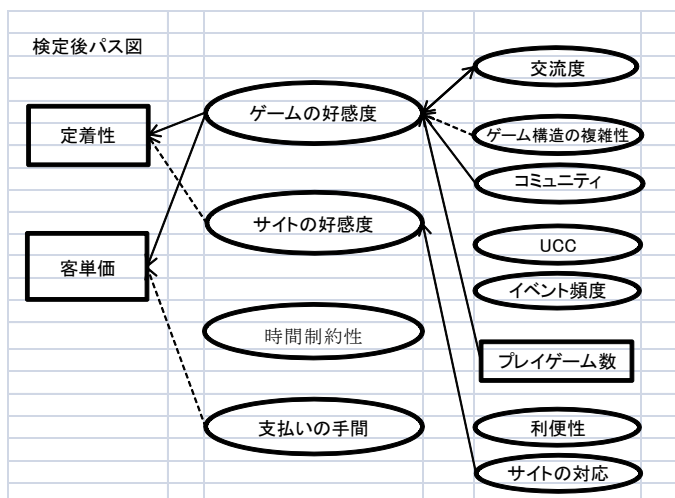 検定後パス図
定着性
客単価
ゲームの好感度
サイトの好感度
時間制約性
支払いの手間
交流度
ゲーム構造の複雑性
コミュニティ
UCC
イベント頻度
プレイゲーム数
利便性
サイトの対応